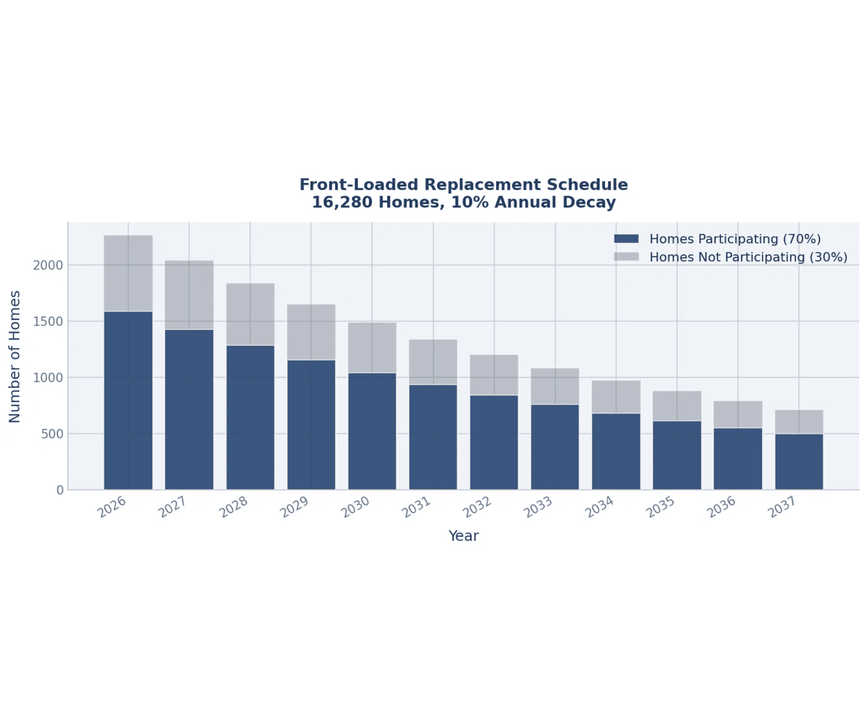 Front-Loaded Replacement Schedule
16,280 Homes, 10% Annual Decay
Homes Participating (70%)
Homes Not Participating (30%)
Number of Homes
2000
1500
1000
500
0
2026 2027 2028 2029 2030 2031 2032 2033 2034 2035 2036 2037
Year